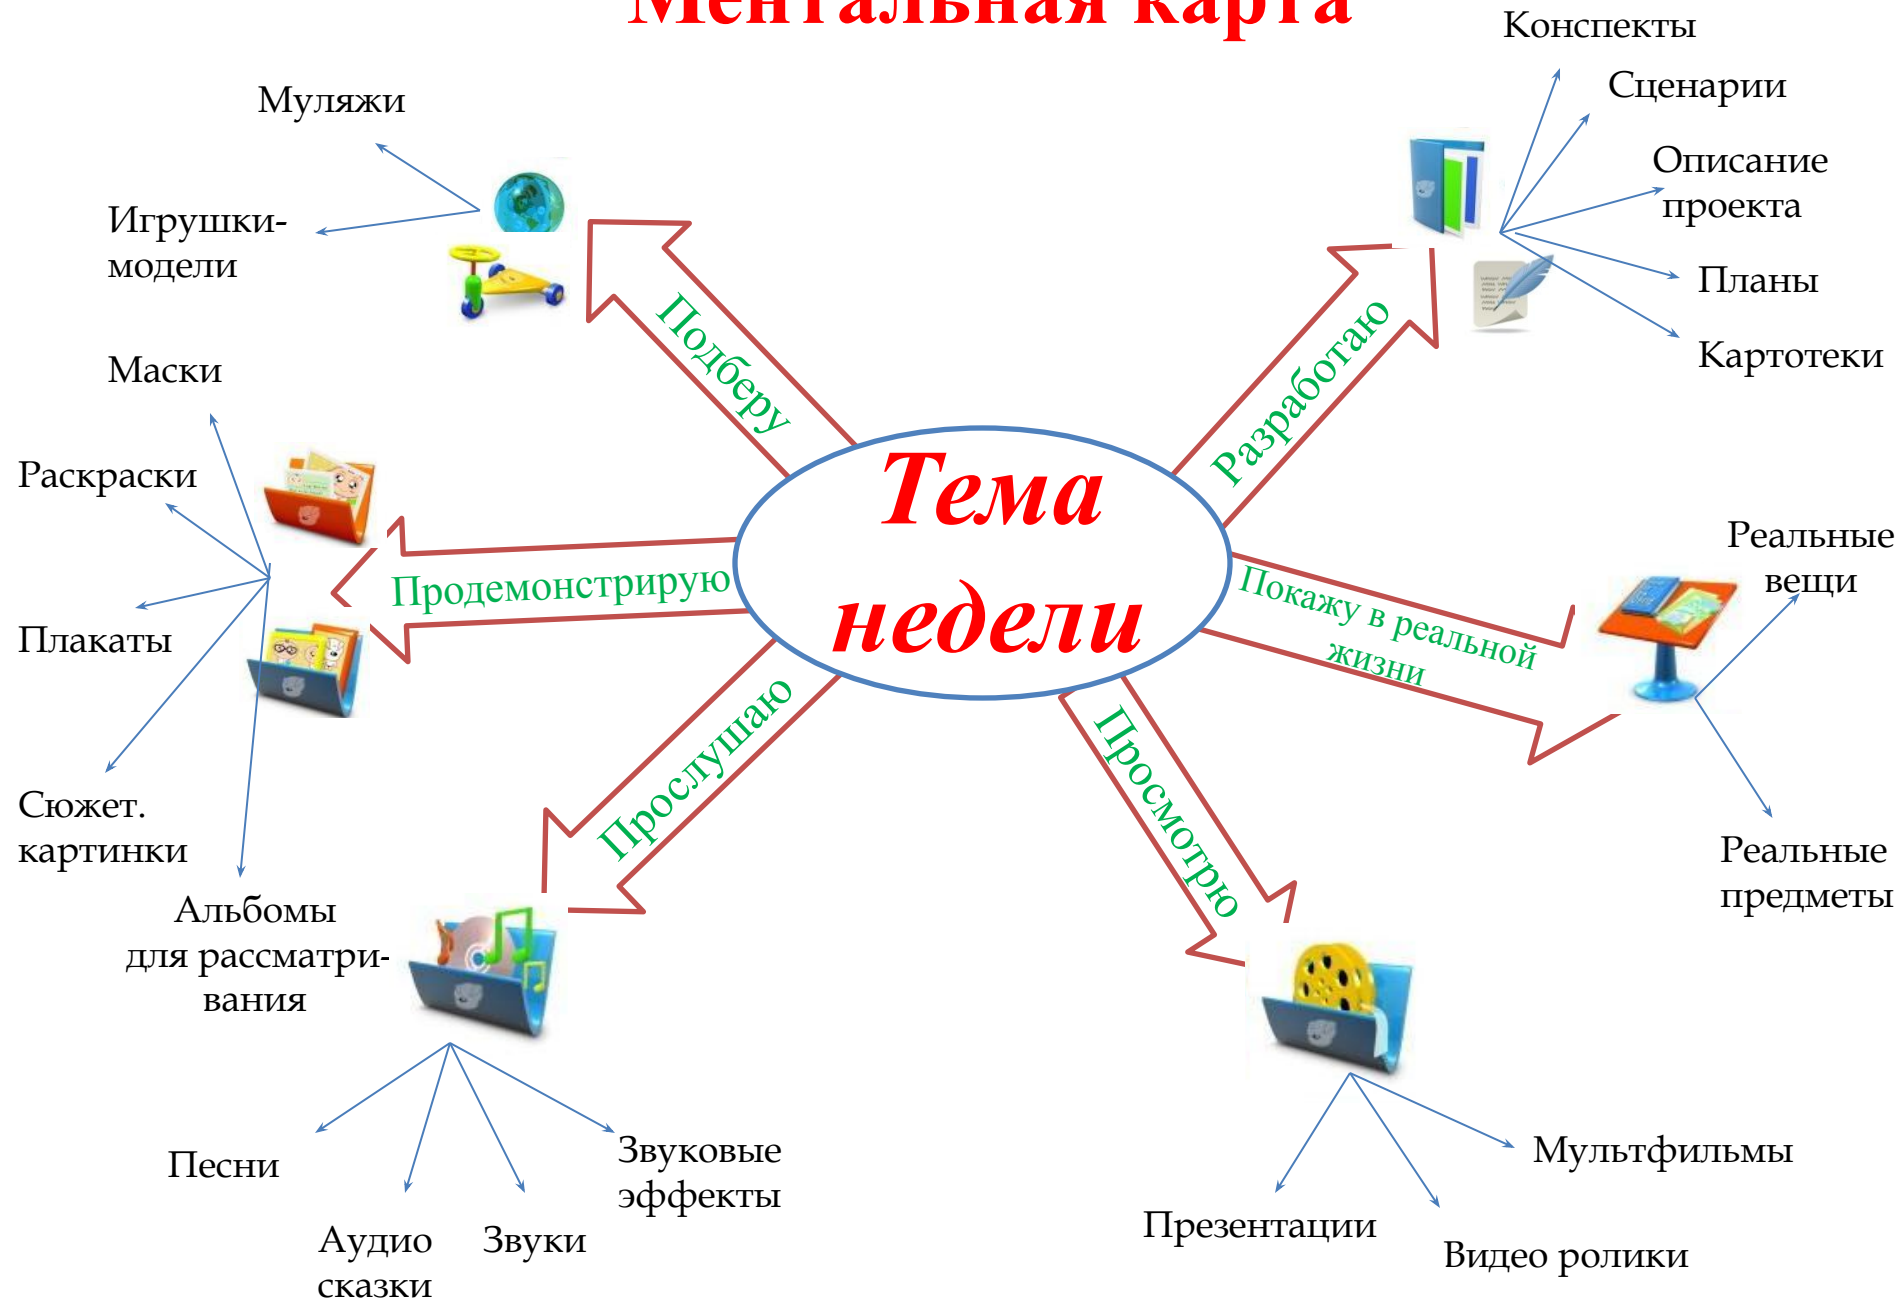 Ментальная карта
Конспекты
Сценарии
Описание
проекта
Планы
Картотеки
Муляжи
Игрушки-
модели
Подберу
Разработаю
Маски
Раскраски
Плакаты
Сюжет.
картинки
Альбомы
для рассматри-
вания
Продемонстрирую
Тема
недели
Покажу в реальной
жизни
Реальные
вещи
Реальные
предметы
Прослушаю
Просмотрю
Песни
Аудио
сказки
Звуки
Звуковые
эффекты
Презентации
Видео ролики
Мультфильмы